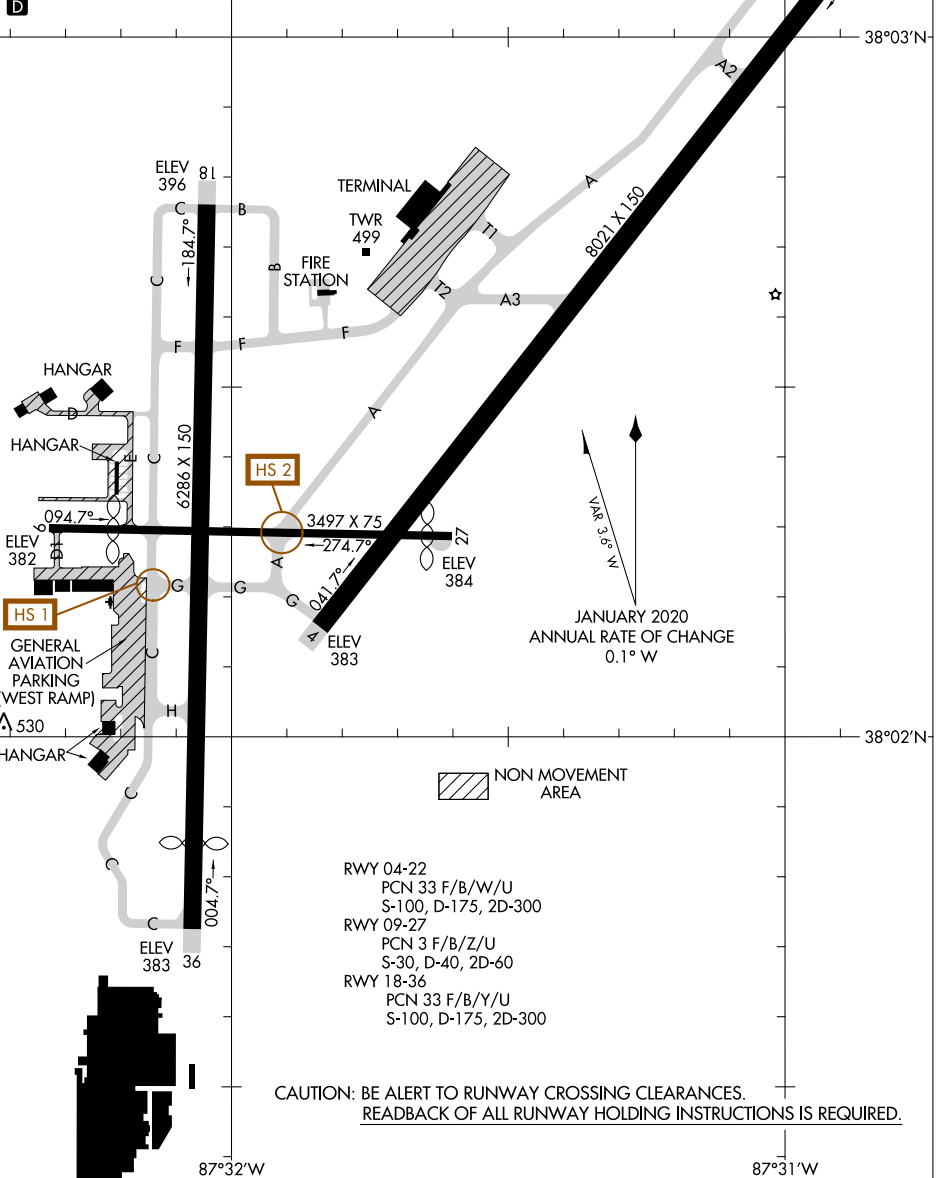 D
38°03'N
A2
ELEV
396
18
TERMINAL
A
C
B
TWR
499
8021 X 150
184.7°
T1
FIRE
STATION
B
C
T2
A3
F
F
F
HANGAR
D
A
HANGAR
E
C
6286 X 150
HS 2
VAR 3.6° W
9
094.7°
3497 X 75
27
ELEV
382
D1
274.7°
ELEV
384
A
G
G
G
041.7°
HS 1
4
ELEV
383
JANUARY 2020
ANNUAL RATE OF CHANGE
0.1° W
GENERAL
AVIATION
PARKING
(WEST RAMP)
C
H
530
HANGAR
38°02'N
NON MOVEMENT
AREA
C
C
004.7°
C
ELEV
383
36
RWY 04-22
PCN 33 F/B/W/U
S-100, D-175, 2D-300
RWY 09-27
PCN 3 F/B/Z/U
S-30, D-40, 2D-60
RWY 18-36
PCN 33 F/B/Y/U
S-100, D-175, 2D-300
CAUTION: BE ALERT TO RUNWAY CROSSING CLEARANCES.
READBACK OF ALL RUNWAY HOLDING INSTRUCTIONS IS REQUIRED.
87°32'W
87°31'W